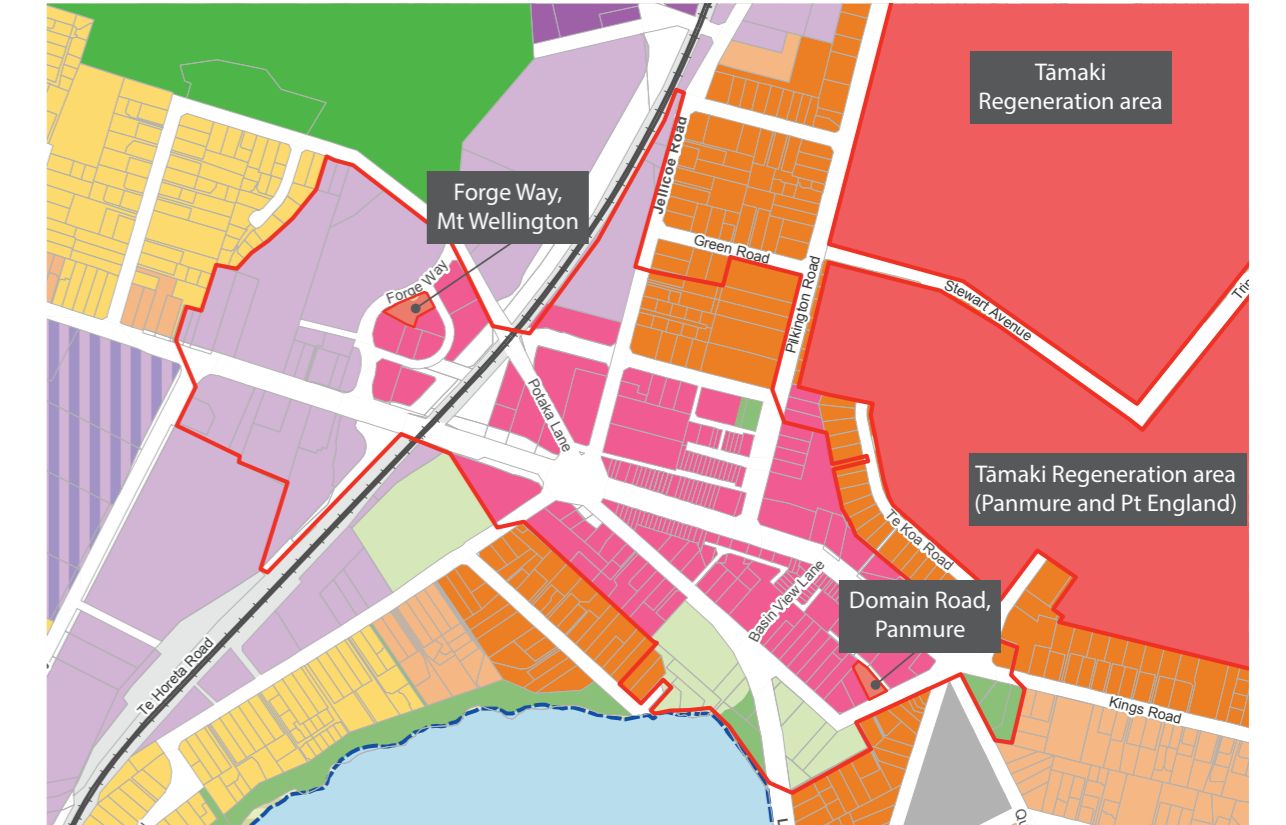 Tāmaki
Regeneration area
Forge Way,
Mt Wellington
Jellicoe Road
Green Road
Forge Way
Pilkington Road
Stewart Avenue
Potaka Lane
Tāmaki Regeneration area
(Panmure and Pt England)
Te Koa Road
Basin View Lane
Domain Road,
Panmure
Te Horeta Road
Kings Road